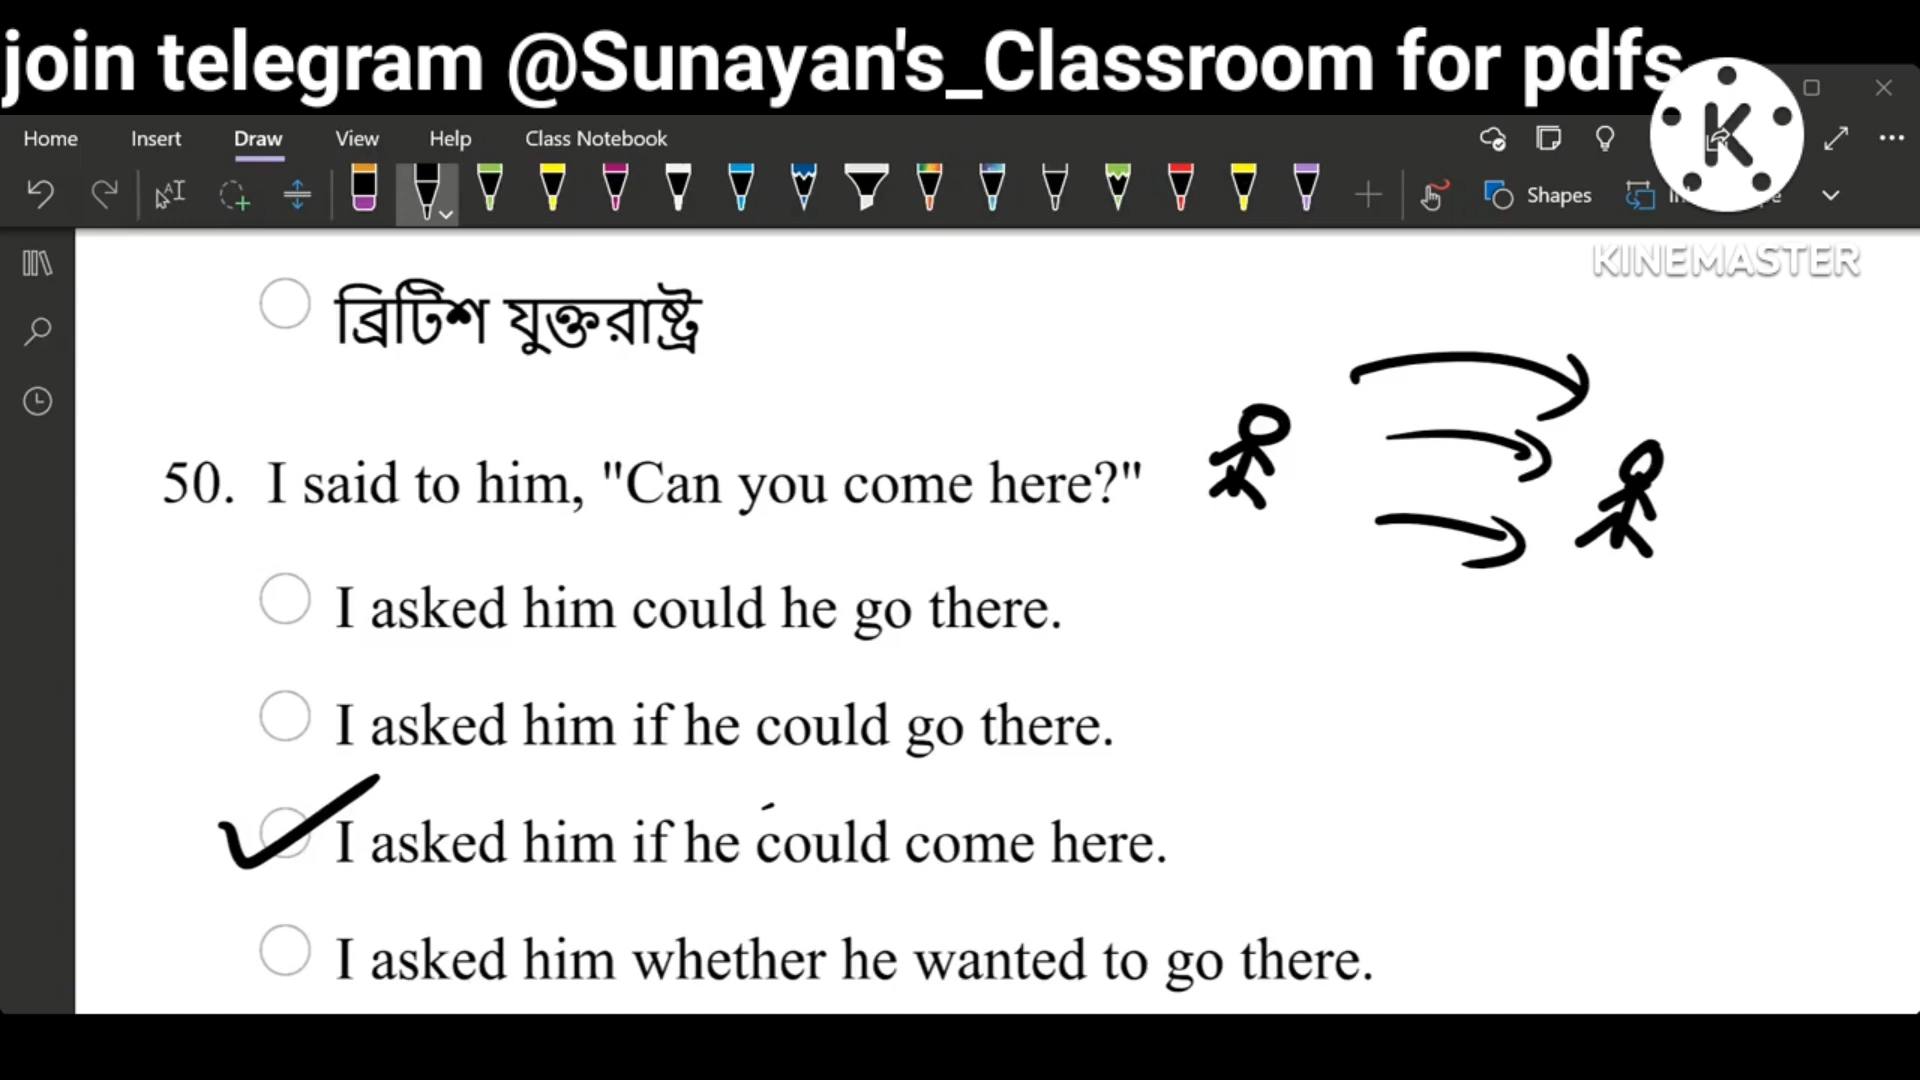 join telegram @Sunayan's_Classroom for pdfs
Home Insert Draw View Help Class Notebook
Shapes
KINEMASTER
ব্রিটিশ যুক্তরাষ্ট্র
50. I said to him, "Can you come here?"
I asked him could he go there.
I asked him if he could go there.
I asked him if he could come here.
I asked him whether he wanted to go there.